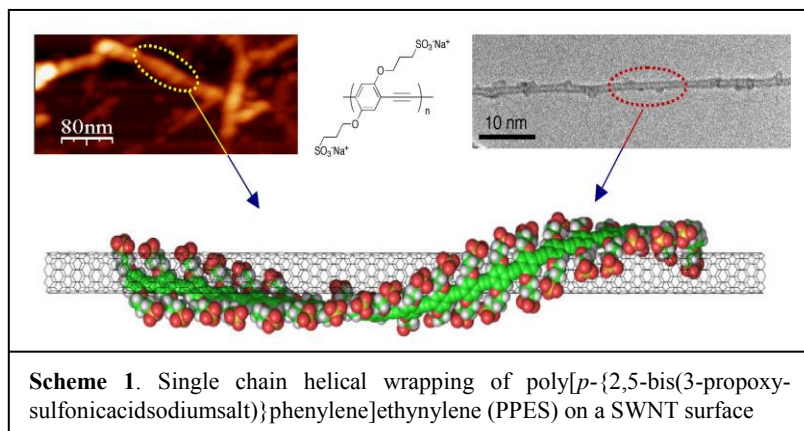 80nm
SO₃⁻Na⁺
O
n
O
SO₃⁻Na⁺
10 nm
Scheme 1. Single chain helical wrapping of poly[p-{2,5-bis(3-propoxy-
sulfonicacidsodiumsalt)}phenylene]ethynylene (PPES) on a SWNT surface